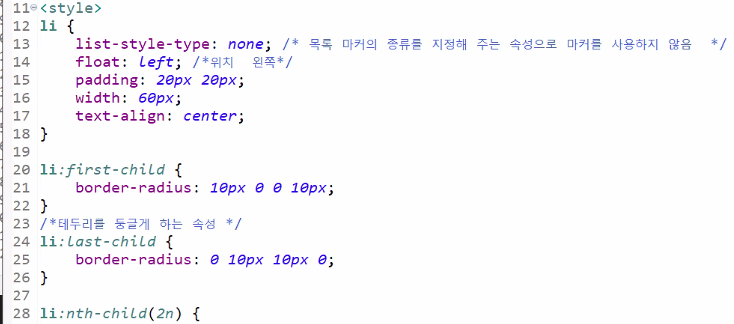 11 <style>
12 li {
13     list-style-type: none; /* 목록 마커의 종류를 지정해 주는 속성으로 마커를 사용하지 않음  */
14     float: left; /*위치  왼쪽*/
15     padding: 20px 20px;
16     width: 60px;
17     text-align: center;
18 }
19
20 li:first-child {
21     border-radius: 10px 0 0 10px;
22 }
23 /*테두리를 둥글게 하는 속성 */
24 li:last-child {
25     border-radius: 0 10px 10px 0;
26 }
27
28 li:nth-child(2n) {